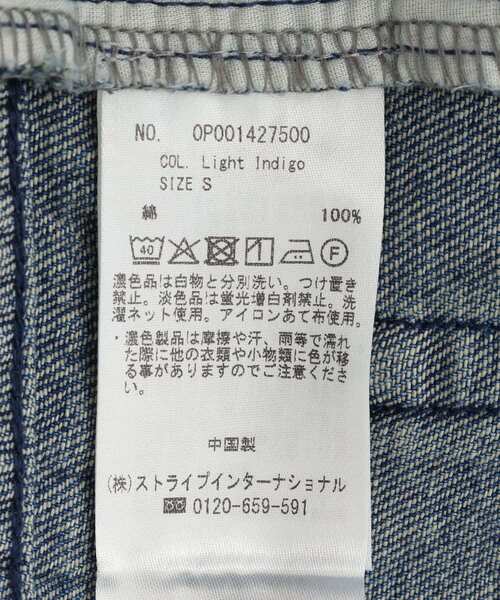 NO. OP001427500
COL. Light Indigo
SIZE S
綿 100%
40 F
濃色品は白物と分別洗い。つけ置き
禁止。淡色品は蛍光増白剤禁止。洗
濯ネット使用。アイロンあて布使用。
・濃色製品は摩擦や汗、雨等で濡れ
た際に他の衣類や小物類に色が移
る事がありますのでご注意くださ
い。
中国製
(株)ストライプインターナショナル
0120-659-591